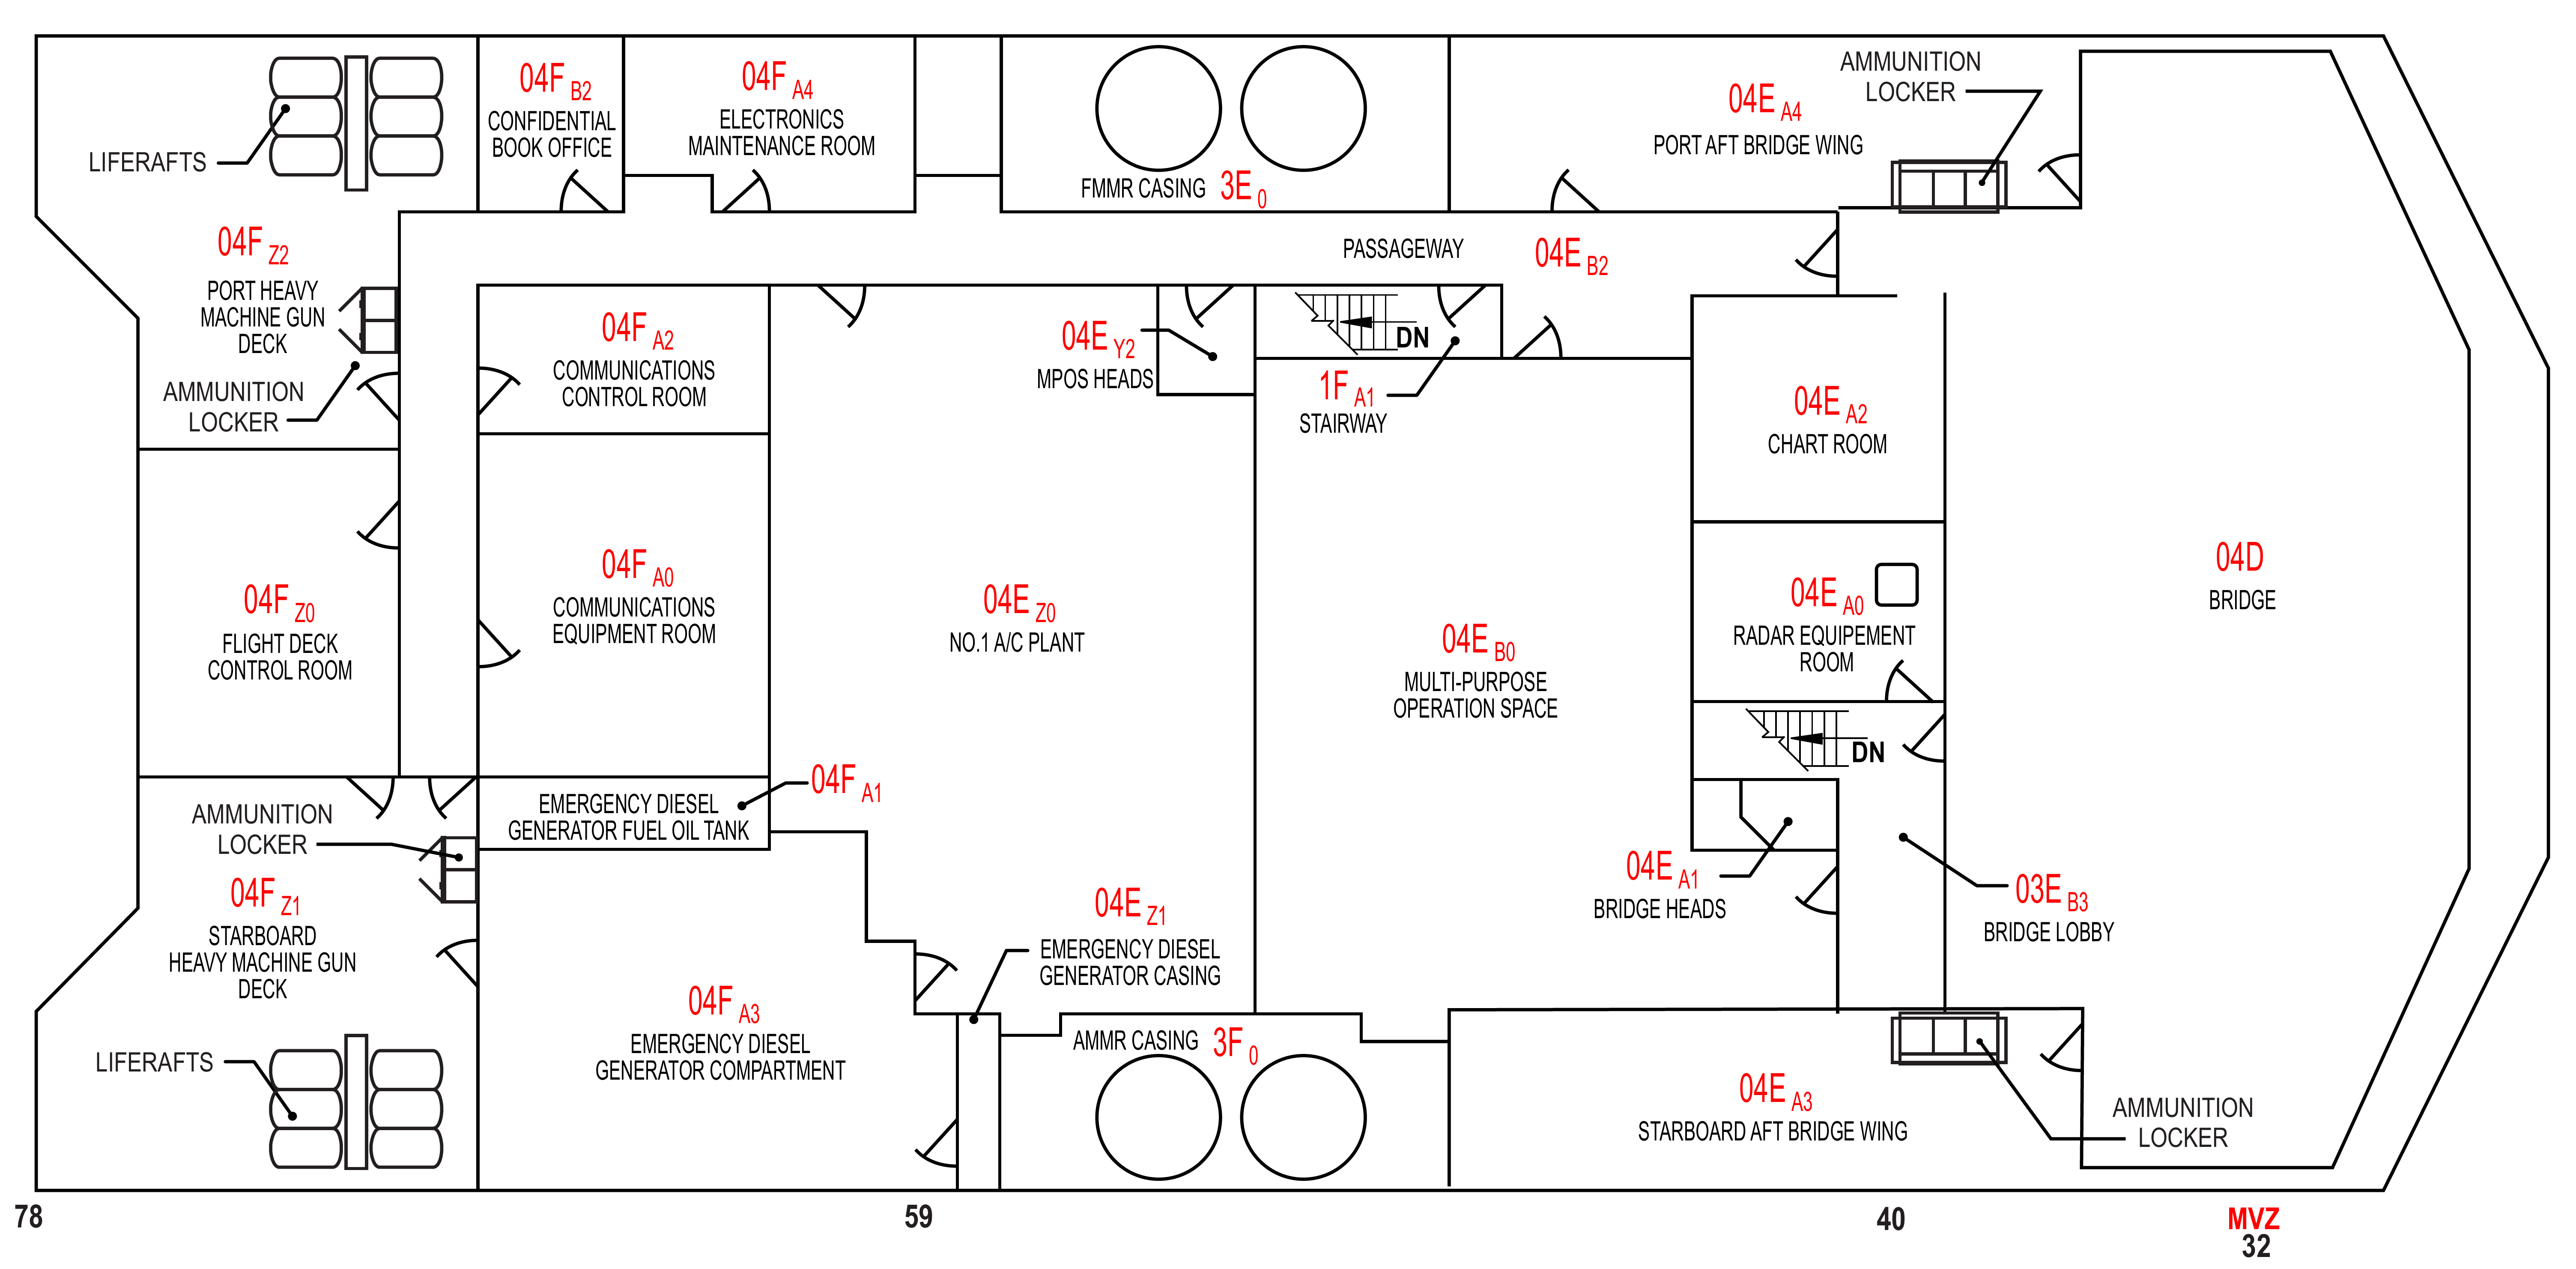 LIFERAFTS
04F Z2
PORT HEAVY
MACHINE GUN
DECK
AMMUNITION
LOCKER
04F B2
CONFIDENTIAL
BOOK OFFICE
04F A4
ELECTRONICS
MAINTENANCE ROOM
FMMR CASING 3E 0
04E A4
PORT AFT BRIDGE WING
AMMUNITION
LOCKER
PASSAGEWAY
04E B2
04F A2
COMMUNICATIONS
CONTROL ROOM
04E Y2
MPOS HEADS
DN
1F A1
STAIRWAY
04E A2
CHART ROOM
04F Z0
FLIGHT DECK
CONTROL ROOM
04F A0
COMMUNICATIONS
EQUIPMENT ROOM
04E Z0
NO.1 A/C PLANT
04E B0
MULTI-PURPOSE
OPERATION SPACE
04E A0
RADAR EQUIPEMENT
ROOM
04D
BRIDGE
DN
04F A1
EMERGENCY DIESEL
GENERATOR FUEL OIL TANK
AMMUNITION
LOCKER
04F Z1
STARBOARD
HEAVY MACHINE GUN
DECK
04E A1
BRIDGE HEADS
03E B3
BRIDGE LOBBY
04E Z1
EMERGENCY DIESEL
GENERATOR CASING
04F A3
EMERGENCY DIESEL
GENERATOR COMPARTMENT
AMMR CASING 3F 0
LIFERAFTS
04E A3
STARBOARD AFT BRIDGE WING
AMMUNITION
LOCKER
78
59
40
MVZ
32